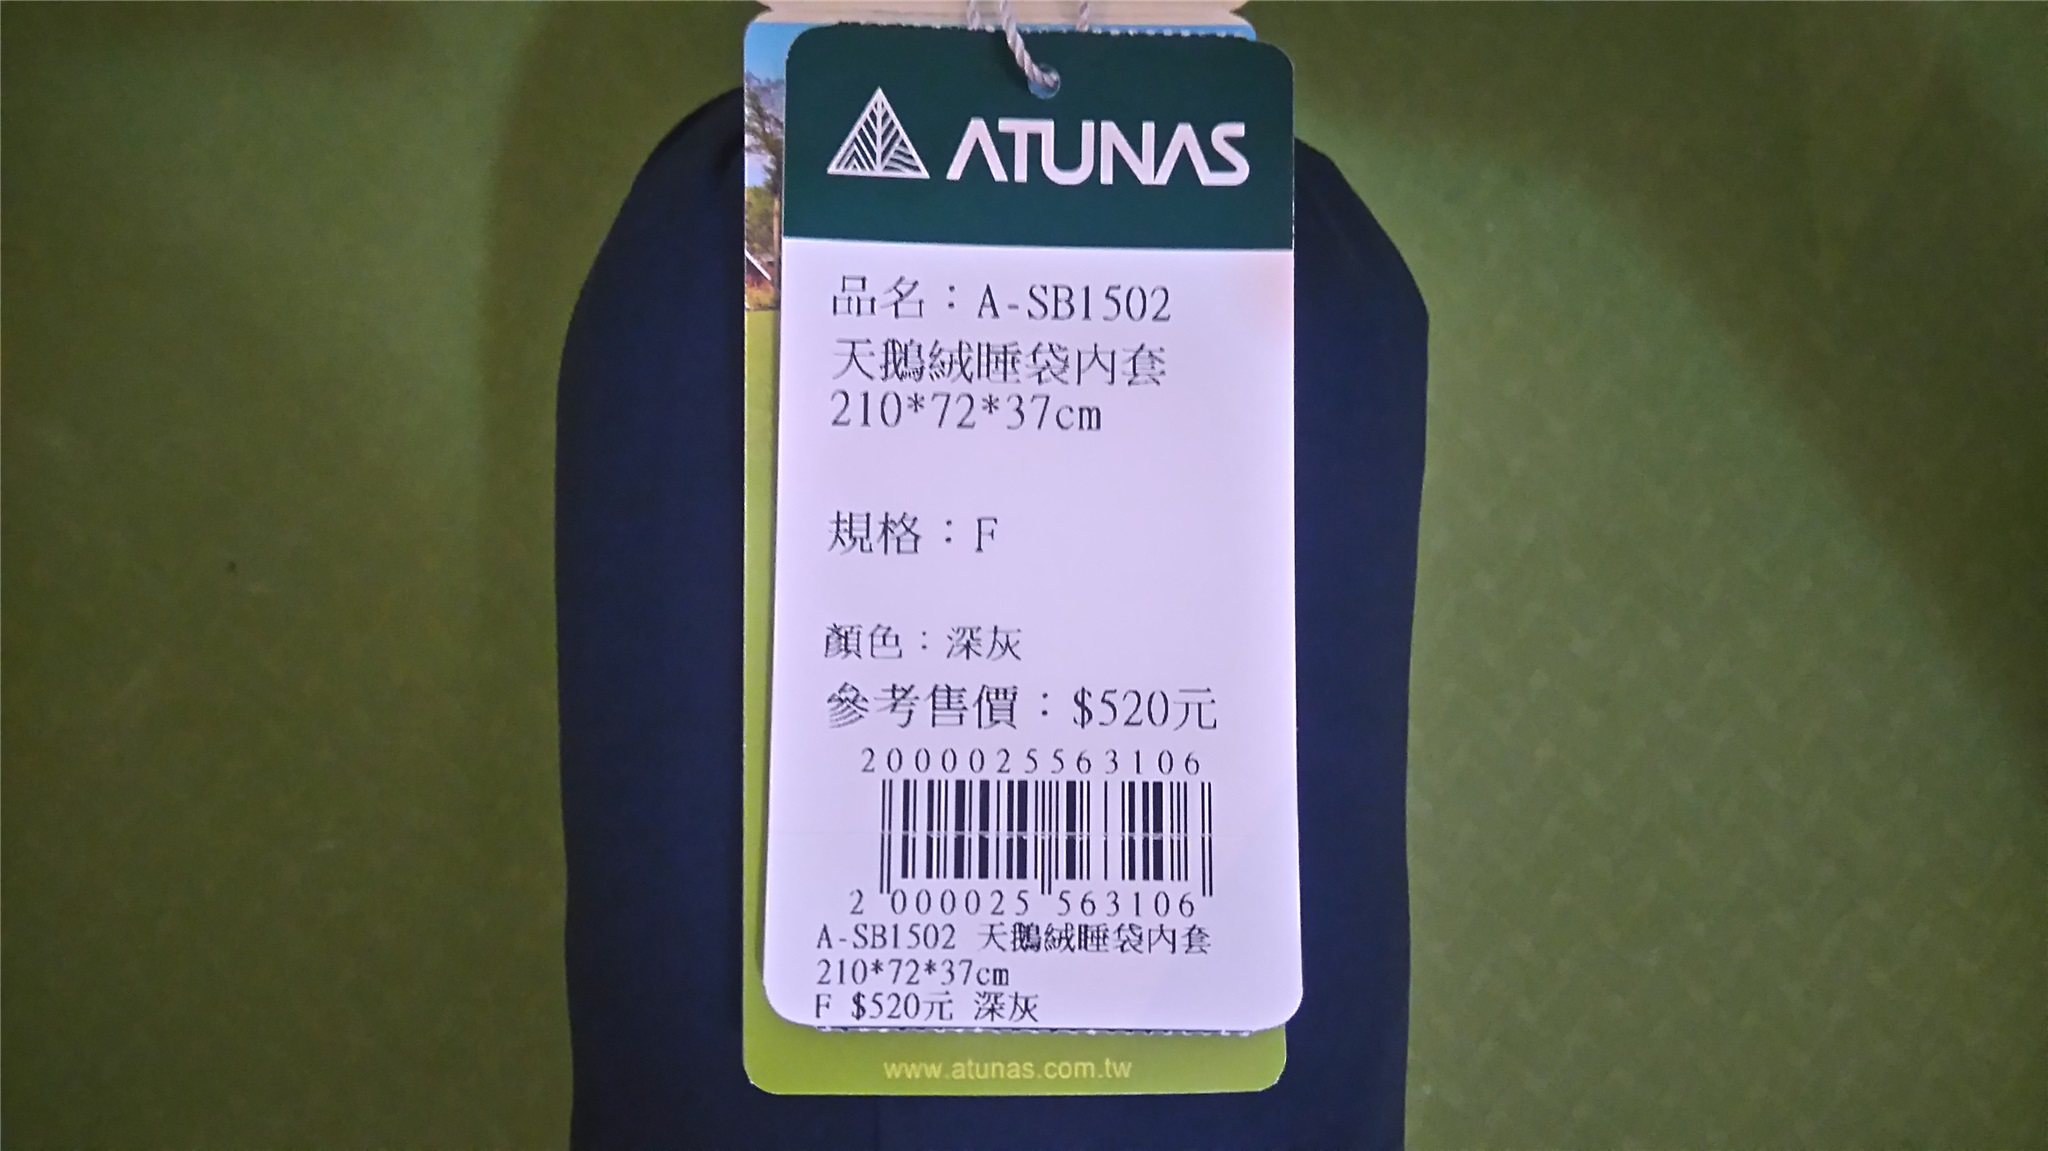 ATUNAS
品名：A-SB1502
天鵝絨睡袋內套
210*72*37cm
規格：F
顏色：深灰
參考售價：$520元
2000025563106
2 000025 563106
A-SB1502 天鵝絨睡袋內套
210*72*37cm
F $520元 深灰
www.atunas.com.tw